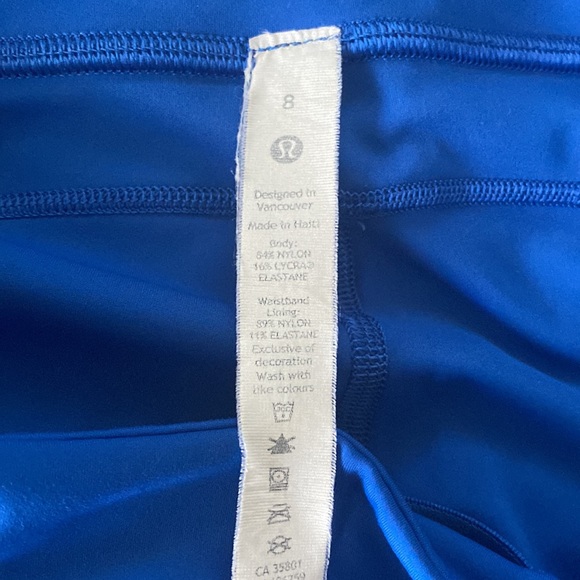 8
Designed in
Vancouver
Made in Haiti
Body:
84% NYLON
16% LYCRA®
ELASTANE
Waistband
Lining:
89% NYLON
11% ELASTANE
Exclusive of
decoration
Wash with
like colours
CA 35801